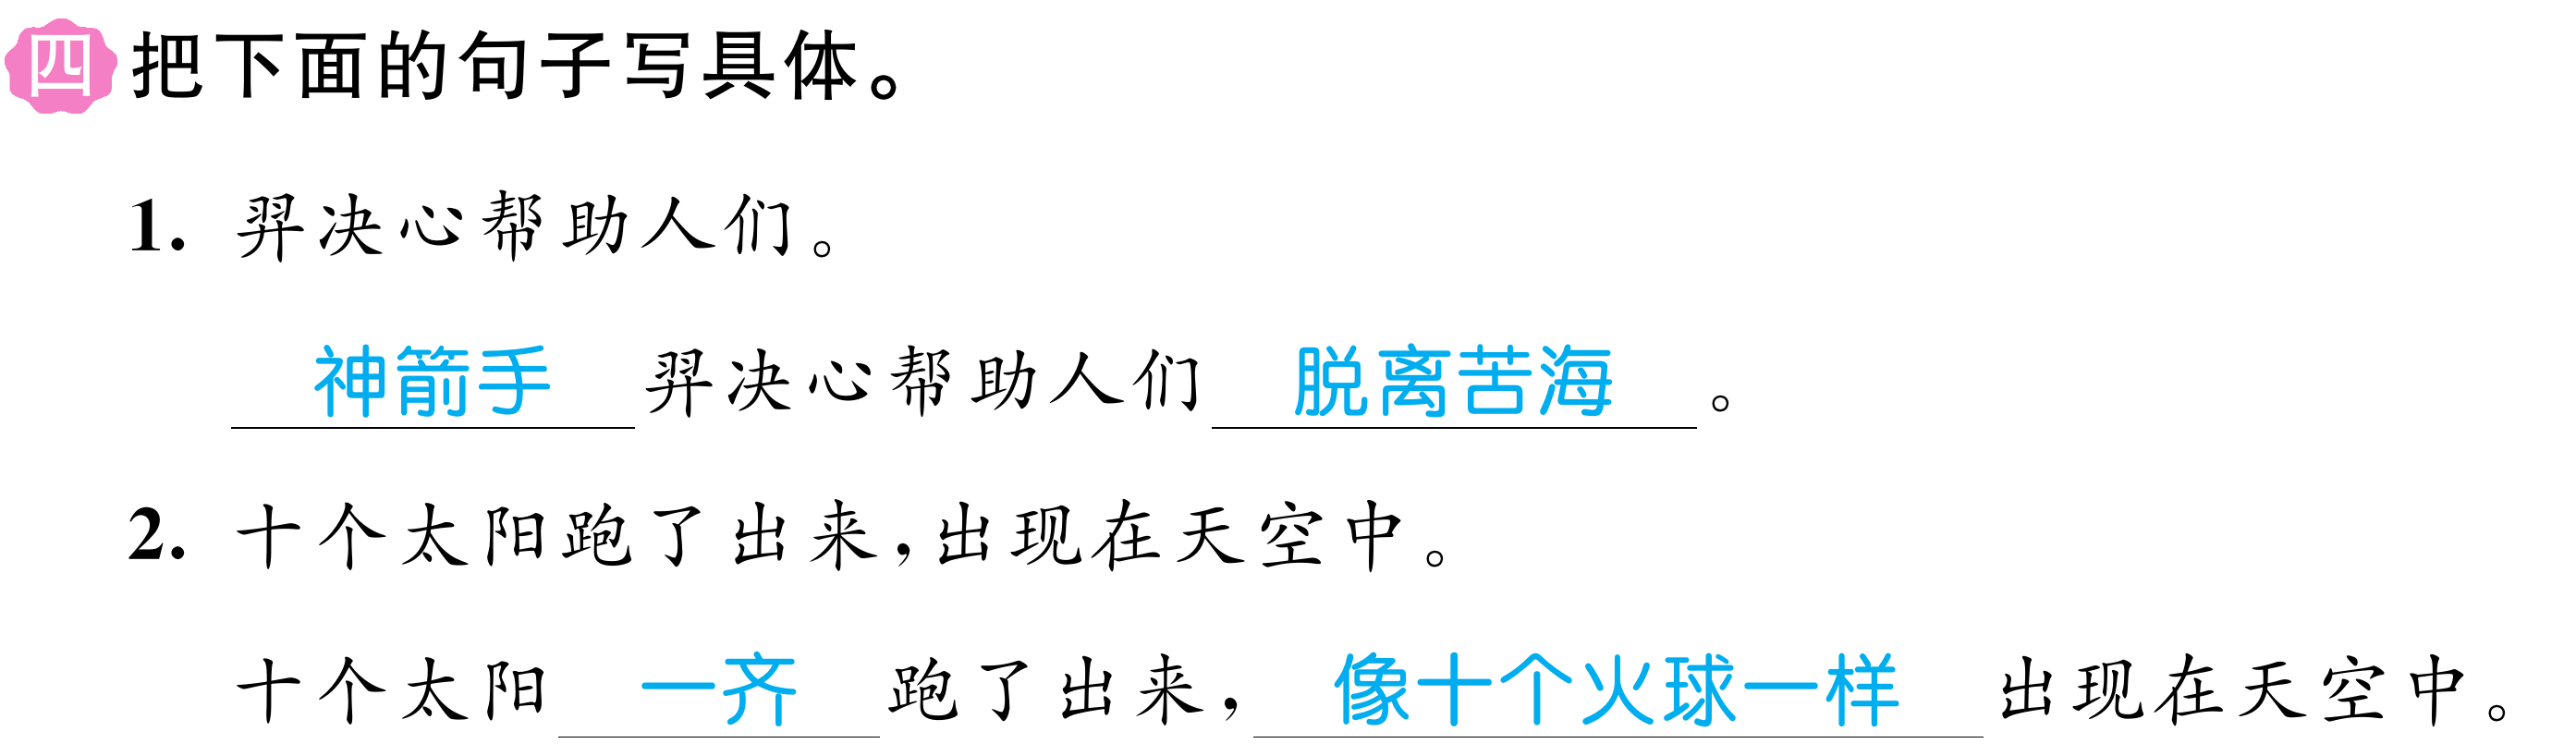 四 把下面的句子写具体。
1. 羿决心帮助人们。
神箭手 羿决心帮助人们 脱离苦海 。
2. 十个太阳跑了出来,出现在天空中。
十个太阳 一齐 跑了出来, 像十个火球一样 出现在天空中。